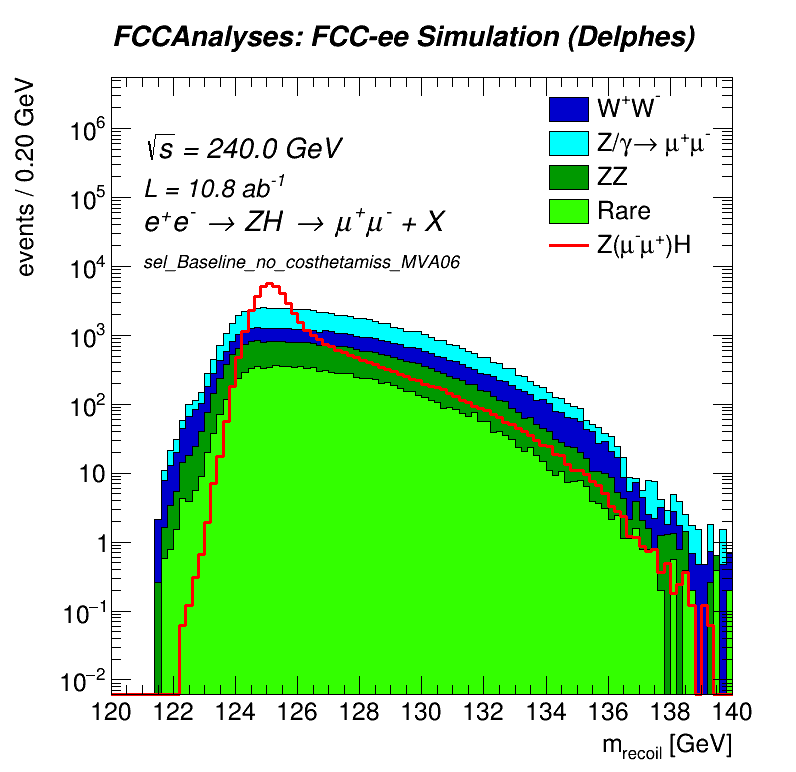 FCCAnalyses: FCC-ee Simulation (Delphes)
events / 0.20 GeV
10⁶
10⁵
10⁴
10³
10²
10
1
10⁻¹
10⁻²
√s = 240.0 GeV
L = 10.8 ab⁻¹
e⁺e⁻ → ZH → μ⁺μ⁻ + X
sel_Baseline_no_costhetamiss_MVA06
W⁺W⁻
Z/γ→ μ⁺μ⁻
ZZ
Rare
Z(μ⁻μ⁺)H
120 122 124 126 128 130 132 134 136 138 140
m_recoil [GeV]